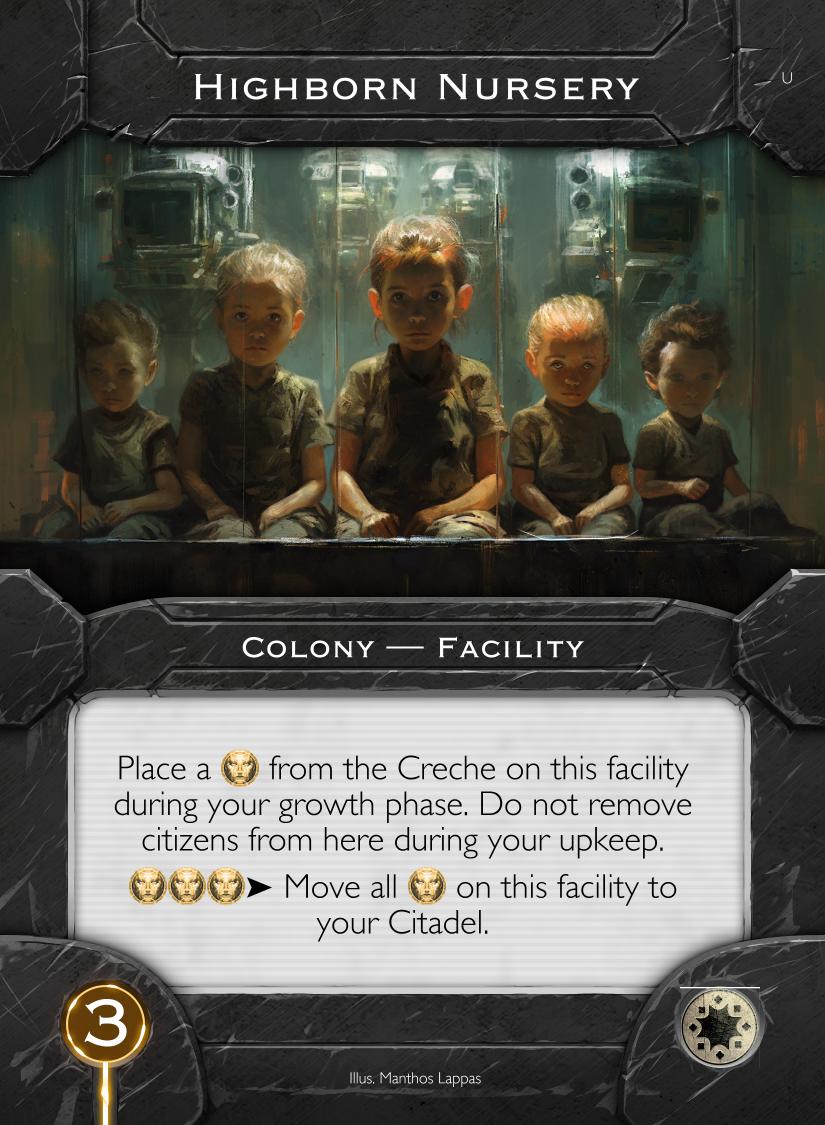 Highborn Nursery
U
Colony — Facility
Place a from the Creche on this facility
during your growth phase. Do not remove
citizens from here during your upkeep.
➤ Move all on this facility to
your Citadel.
3
Illus. Manthos Lappas